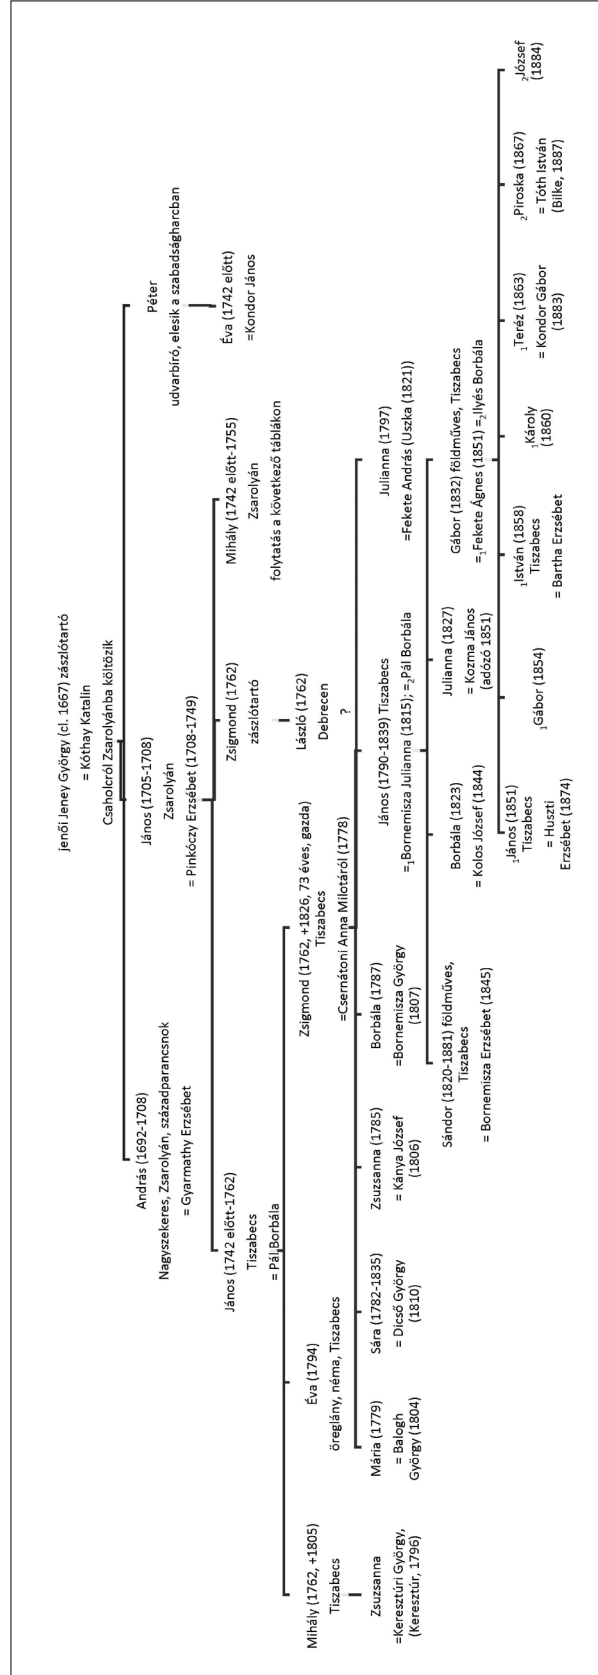 jenői Jeney György (cl. 1667) zászlótartó
= Kóthay Katalin
Csaholcról Zsarolyánba költözik
András (1692-1708)
Nagyszekeres, Zsarolyán, századparancsnok
= Gyarmathy Erzsébet
János (1705-1708)
Zsarolyán
= Pinkóczy Erzsébet (1708-1749)
Péter
udvarbíró, elesik a szabadságharcban
János (1742 előtt-1762)
Tiszabecs
= Pál Borbála
Zsigmond (1762)
zászlótartó
Mihály (1742 előtt-1755)
Zsarolyán
folytatás a következő táblákon
Éva (1742 előtt)
=Kondor János
Mihály (1762, +1805)
Tiszabecs
Éva (1794)
öreglány, néma, Tiszabecs
Zsigmond (1762, +1826, 73 éves, gazda)
Tiszabecs
=Csernátoni Anna Milotáról (1778)
László (1762)
Debrecen
?
Zsuzsanna
=Keresztúri György,
(Keresztúr, 1796)
Mária (1779)
= Balogh
György (1804)
Sára (1782-1835)
= Dicső György
(1810)
Zsuzsanna (1785)
= Kánya József
(1806)
Borbála (1787)
=Bornemisza György
(1807)
János (1790-1839) Tiszabecs
=₁Bornemisza Julianna (1815); =₂Pál Borbála
Julianna (1797)
=Fekete András (Uszka (1821))
Sándor (1820-1881) földműves,
Tiszabecs
= Bornemisza Erzsébet (1845)
Borbála (1823)
= Kolos József (1844)
Julianna (1827)
= Kozma János
(adózó 1851)
Gábor (1832) földműves, Tiszabecs
=₁Fekete Ágnes (1851) =₂Ilyés Borbála
₁János (1851)
Tiszabecs
= Huszti
Erzsébet (1874)
₁Gábor (1854)
₁István (1858)
Tiszabecs
= Bartha Erzsébet
₁Károly
(1860)
₁Teréz (1863)
= Kondor Gábor
(1883)
₂Piroska (1867)
= Tóth István
(Bilke, 1887)
₂József
(1884)